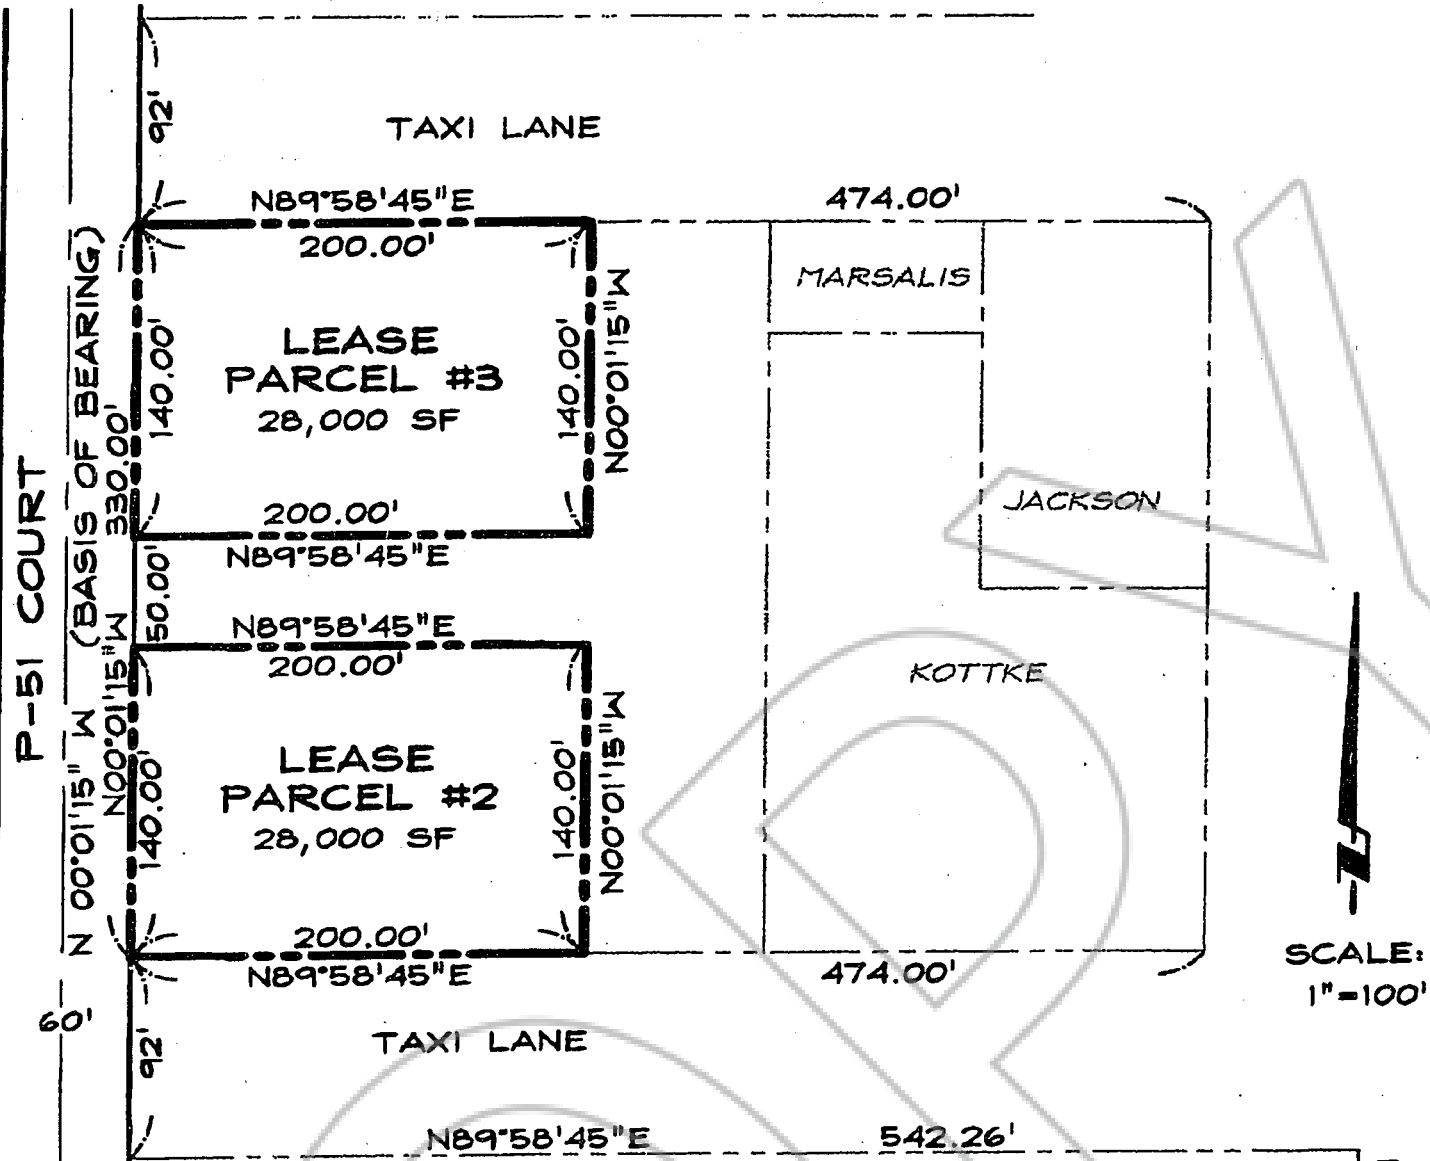 92'
TAXI LANE
N89°58'45"E
474.00'
200.00'
MARSALIS
LEASE
PARCEL #3
28,000 SF
140.00'
140.00'
N00°01'15"W
330.00'
200.00'
N89°58'45"E
JACKSON
P-51 COURT
N 00°01'15" W (BASIS OF BEARING)
N00°01'15"W
50.00'
N89°58'45"E
200.00'
KOTTKE
LEASE
PARCEL #2
28,000 SF
140.00'
140.00'
N00°01'15"W
200.00'
N89°58'45"E
474.00'
SCALE:
1"=100'
60'
92'
TAXI LANE
N89°58'45"E
542.26'